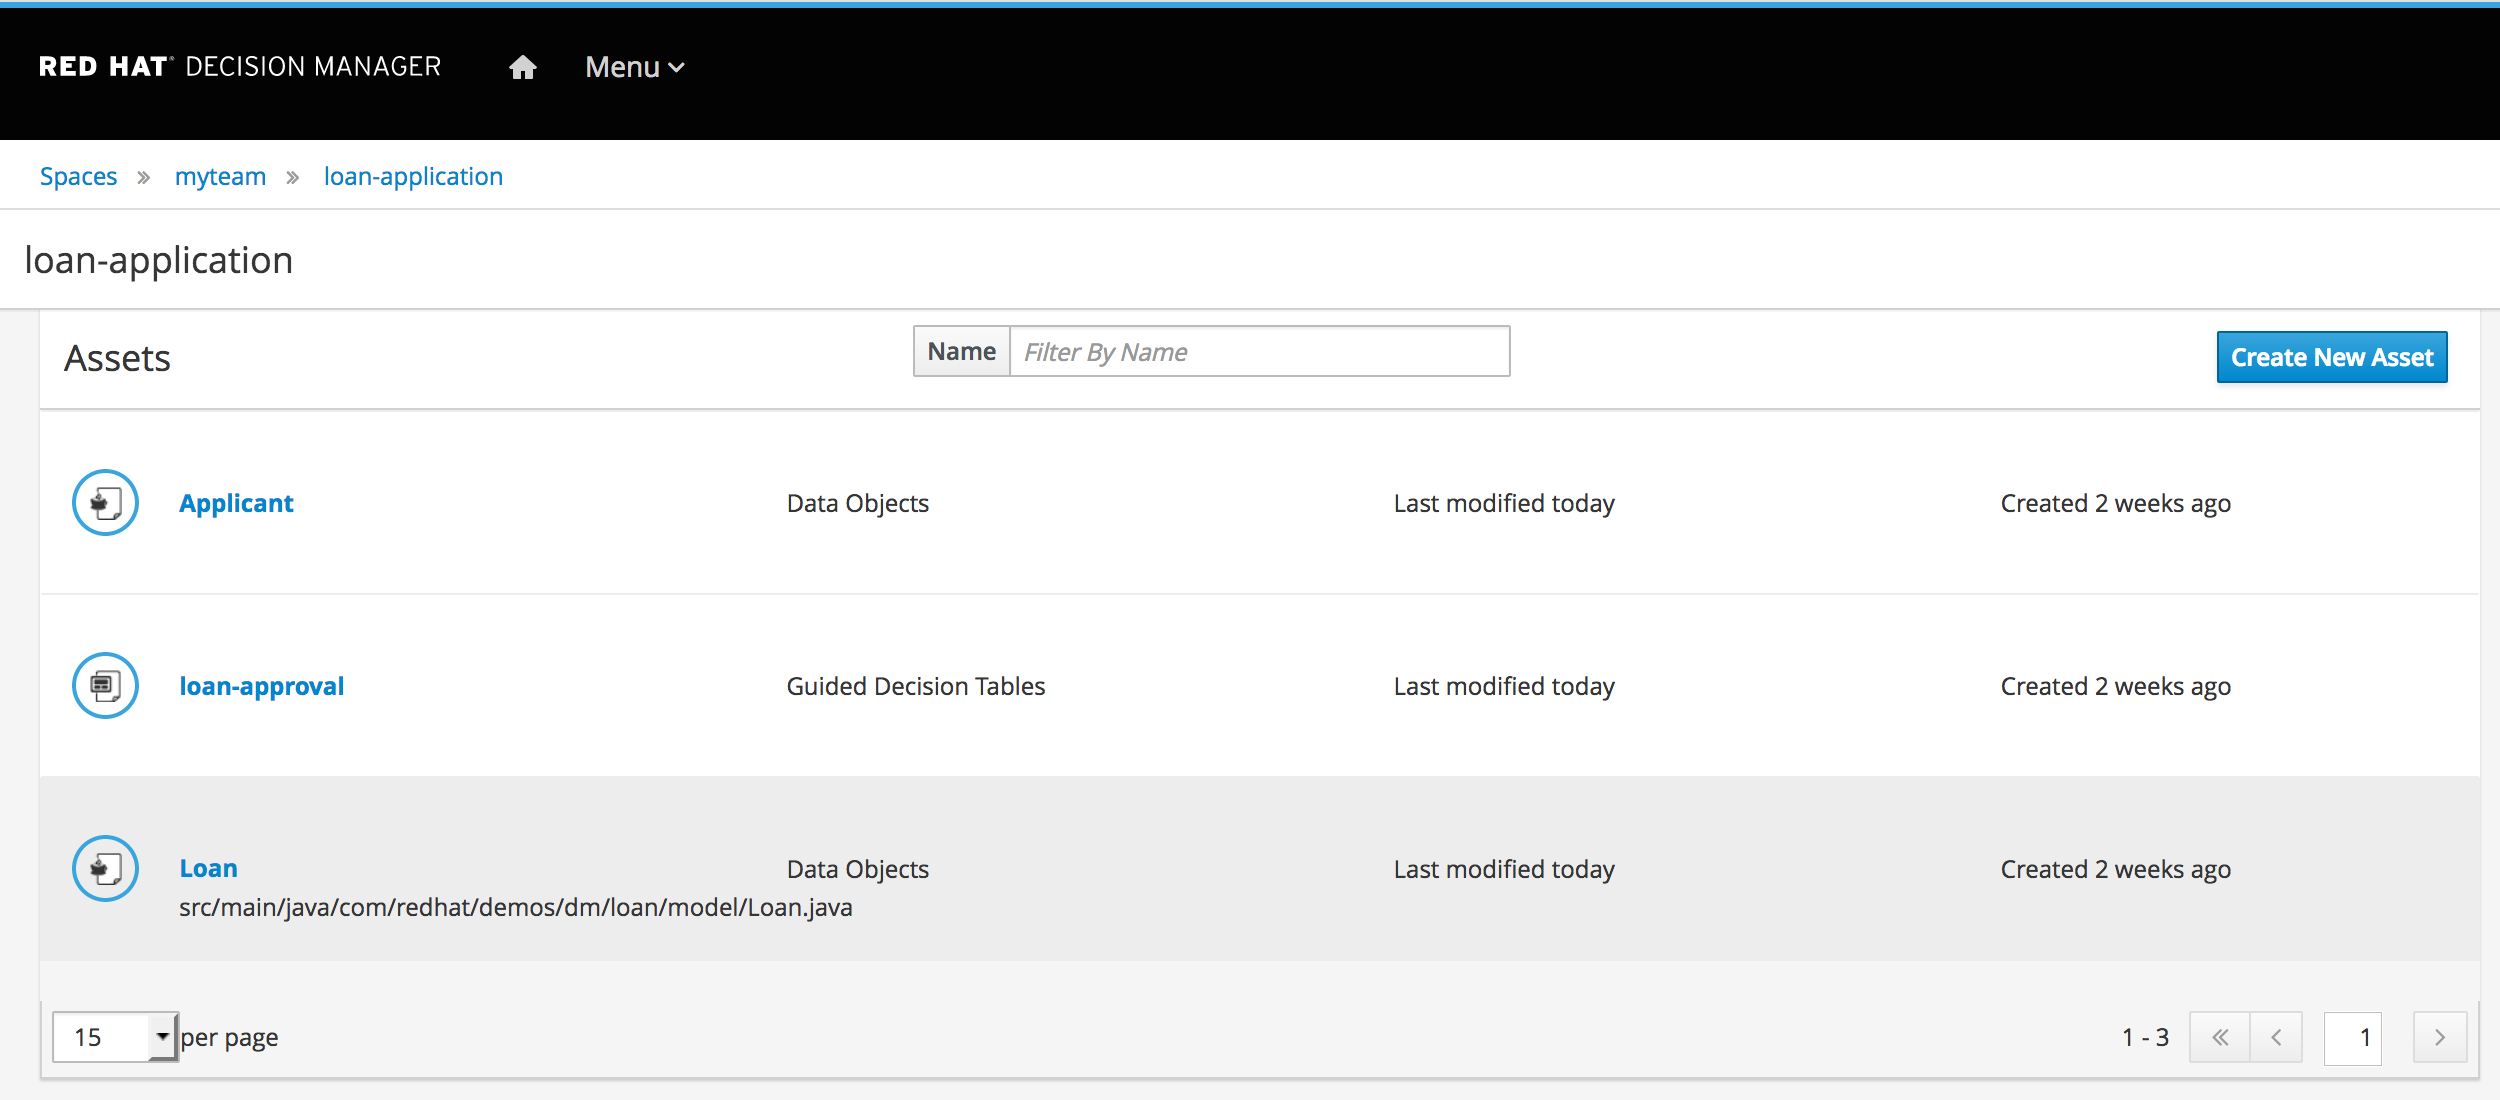 RED HAT® DECISION MANAGER Menu
Spaces » myteam » loan-application
loan-application
Assets Name Filter By Name Create New Asset
Applicant Data Objects Last modified today Created 2 weeks ago
loan-approval Guided Decision Tables Last modified today Created 2 weeks ago
Loan Data Objects Last modified today Created 2 weeks ago
src/main/java/com/redhat/demos/dm/loan/model/Loan.java
15 per page 1 - 3 « ‹ 1 ›